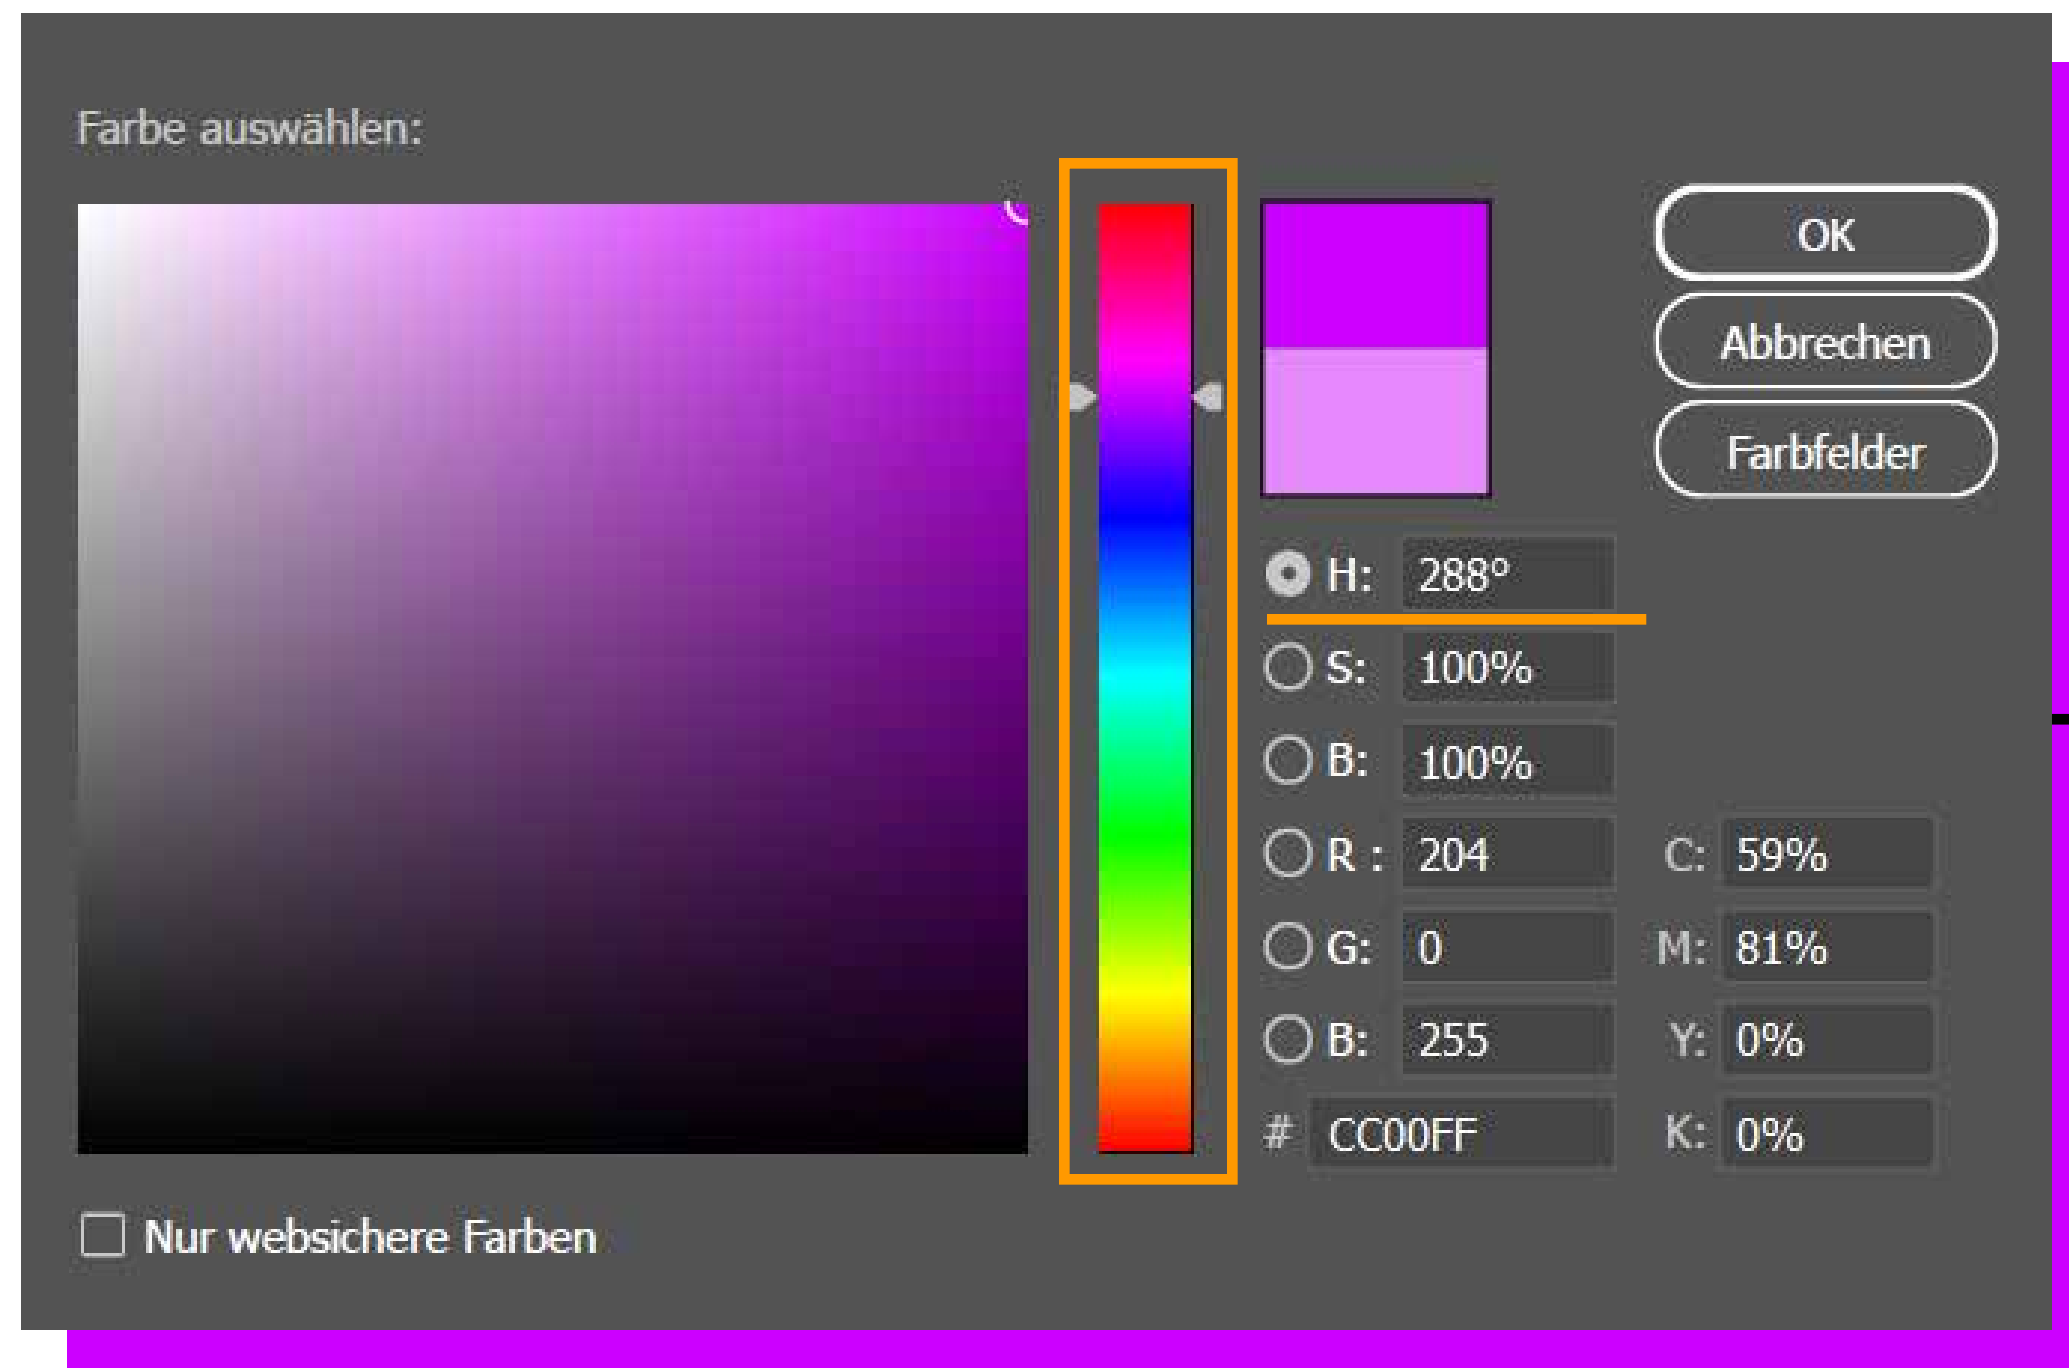 Farbe auswählen:
OK
Abbrechen
Farbfelder
H: 288°
S: 100%
B: 100%
R : 204 C: 59%
G: 0 M: 81%
B: 255 Y: 0%
# CC00FF K: 0%
Nur websichere Farben